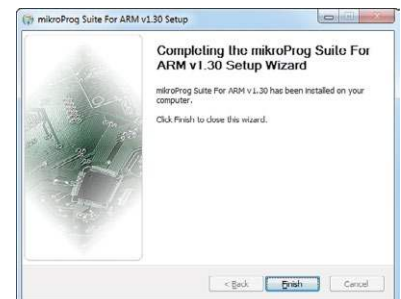 mikroProg Suite For ARM v1.30 Setup
Completing the mikroProg Suite For
ARM v1.30 Setup Wizard
mikroProg Suite For ARM v1.30 has been installed on your
computer.
Click Finish to close this wizard.
< Back Finish Cancel